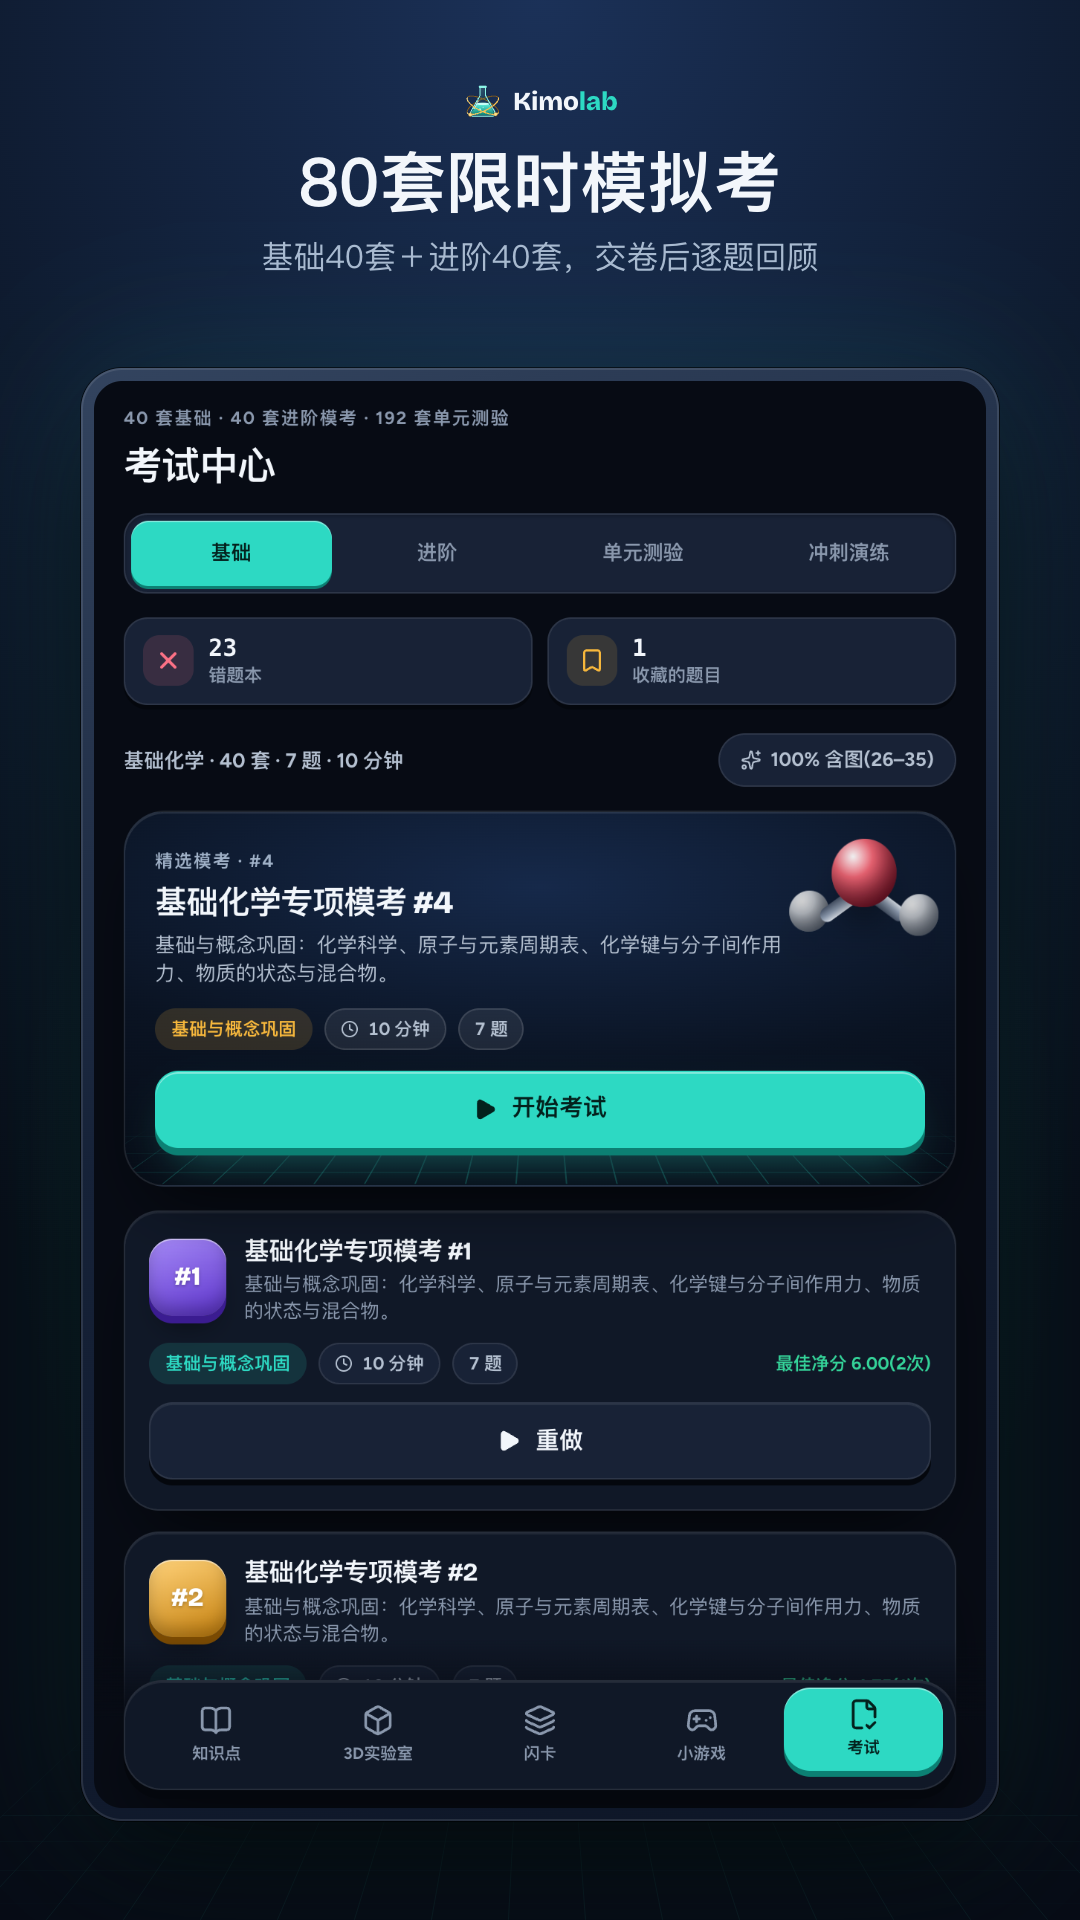 Kimolab
80套限时模拟考
基础40套＋进阶40套，交卷后逐题回顾
40 套基础 · 40 套进阶模考 · 192 套单元测验
考试中心
基础 进阶 单元测验 冲刺演练
23
错题本
1
收藏的题目
基础化学 · 40 套 · 7 题 · 10 分钟
100% 含图(26–35)
精选模考 · #4
基础化学专项模考 #4
基础与概念巩固：化学科学、原子与元素周期表、化学键与分子间作用
力、物质的状态与混合物。
基础与概念巩固 10 分钟 7 题
开始考试
#1
基础化学专项模考 #1
基础与概念巩固：化学科学、原子与元素周期表、化学键与分子间作用力、物质
的状态与混合物。
基础与概念巩固 10 分钟 7 题 最佳净分 6.00(2次)
重做
#2
基础化学专项模考 #2
基础与概念巩固：化学科学、原子与元素周期表、化学键与分子间作用力、物质
的状态与混合物。
知识点 3D实验室 闪卡 小游戏 考试